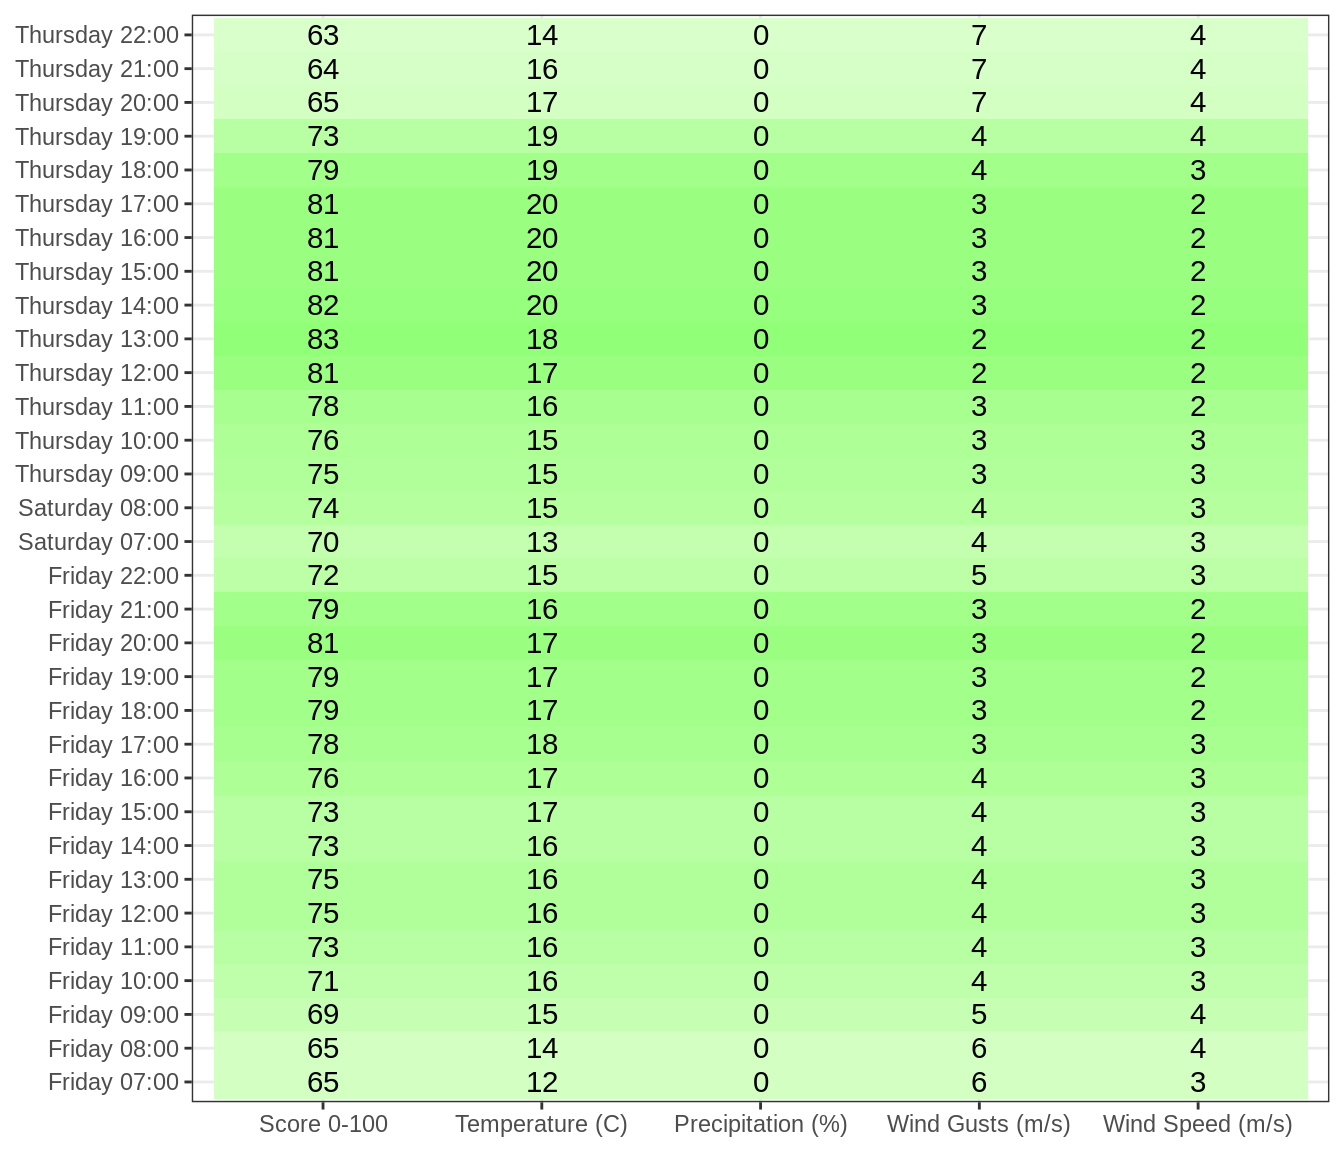 Thursday 22:00 63 14 0 7 4
Thursday 21:00 64 16 0 7 4
Thursday 20:00 65 17 0 7 4
Thursday 19:00 73 19 0 4 4
Thursday 18:00 79 19 0 4 3
Thursday 17:00 81 20 0 3 2
Thursday 16:00 81 20 0 3 2
Thursday 15:00 81 20 0 3 2
Thursday 14:00 82 20 0 3 2
Thursday 13:00 83 18 0 2 2
Thursday 12:00 81 17 0 2 2
Thursday 11:00 78 16 0 3 2
Thursday 10:00 76 15 0 3 3
Thursday 09:00 75 15 0 3 3
Saturday 08:00 74 15 0 4 3
Saturday 07:00 70 13 0 4 3
Friday 22:00 72 15 0 5 3
Friday 21:00 79 16 0 3 2
Friday 20:00 81 17 0 3 2
Friday 19:00 79 17 0 3 2
Friday 18:00 79 17 0 3 2
Friday 17:00 78 18 0 3 3
Friday 16:00 76 17 0 4 3
Friday 15:00 73 17 0 4 3
Friday 14:00 73 16 0 4 3
Friday 13:00 75 16 0 4 3
Friday 12:00 75 16 0 4 3
Friday 11:00 73 16 0 4 3
Friday 10:00 71 16 0 4 3
Friday 09:00 69 15 0 5 4
Friday 08:00 65 14 0 6 4
Friday 07:00 65 12 0 6 3
Score 0-100 Temperature (C) Precipitation (%) Wind Gusts (m/s) Wind Speed (m/s)